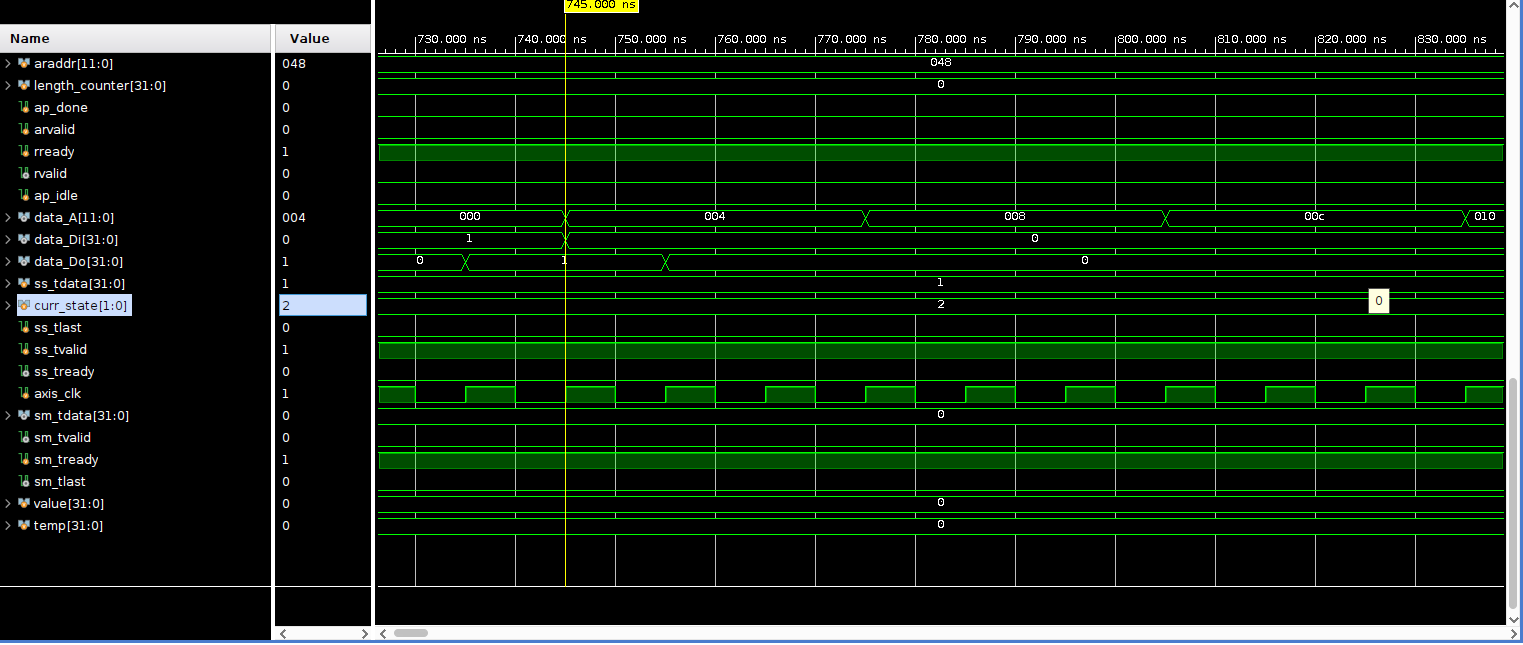 745.000 ns
Name Value 730.000 ns 740.000 ns 750.000 ns 760.000 ns 770.000 ns 780.000 ns 790.000 ns 800.000 ns 810.000 ns 820.000 ns 830.000 ns
araddr[11:0] 048 048
length_counter[31:0] 0 0
ap_done 0
arvalid 0
rready 1
rvalid 0
ap_idle 0
data_A[11:0] 004 000 004 008 00c 010
data_Di[31:0] 0 1 0
data_Do[31:0] 1 0 1 0
ss_tdata[31:0] 1 1
curr_state[1:0] 2 2 0
ss_tlast 0
ss_tvalid 1
ss_tready 0
axis_clk 1
sm_tdata[31:0] 0 0
sm_tvalid 0
sm_tready 1
sm_tlast 0
value[31:0] 0 0
temp[31:0] 0 0